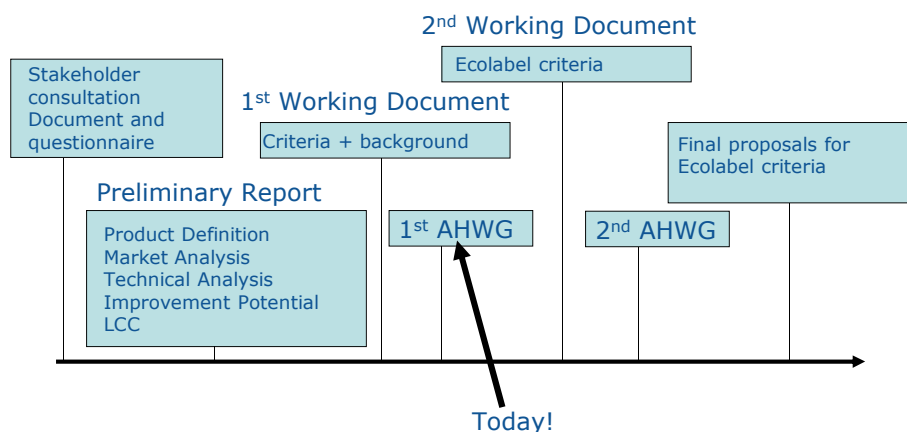 2nd Working Document
Ecolabel criteria
Stakeholder
consultation
Document and
questionnaire
1st Working Document
Criteria + background
Final proposals for
Ecolabel criteria
Preliminary Report
Product Definition
Market Analysis
Technical Analysis
Improvement Potential
LCC
1st AHWG
2nd AHWG
Today!